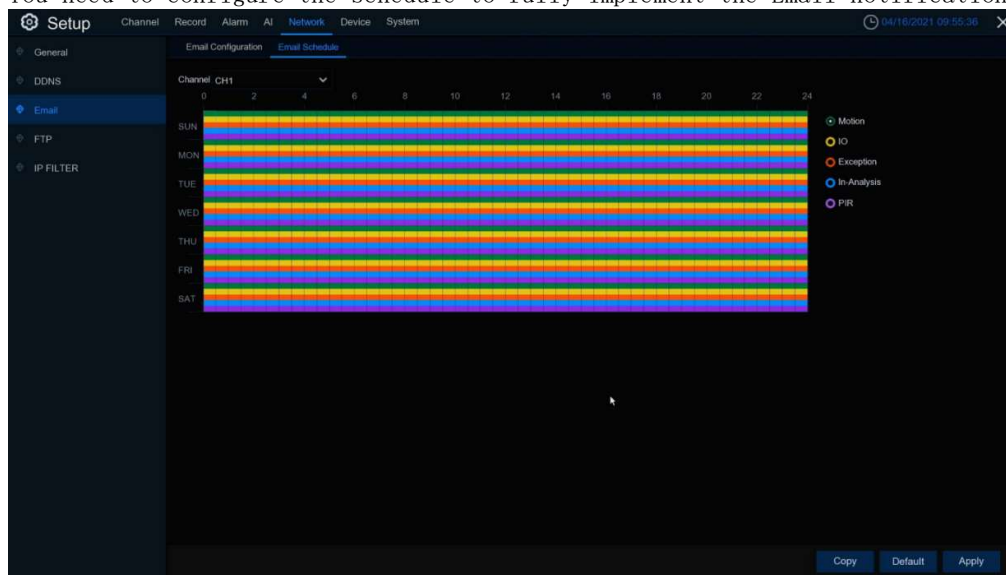 You need to configure the schedule to fully implement the Email notification
Setup Channel Record Alarm AI Network Device System 04/16/2021 09:55:36
General
DDNS
Email
FTP
IP FILTER
Email Configuration Email Schedule
Channel CH1
0 2 4 6 8 10 12 14 16 18 20 22 24
SUN
MON
TUE
WED
THU
FRI
SAT
Motion
IO
Exception
In-Analysis
PIR
Copy Default Apply